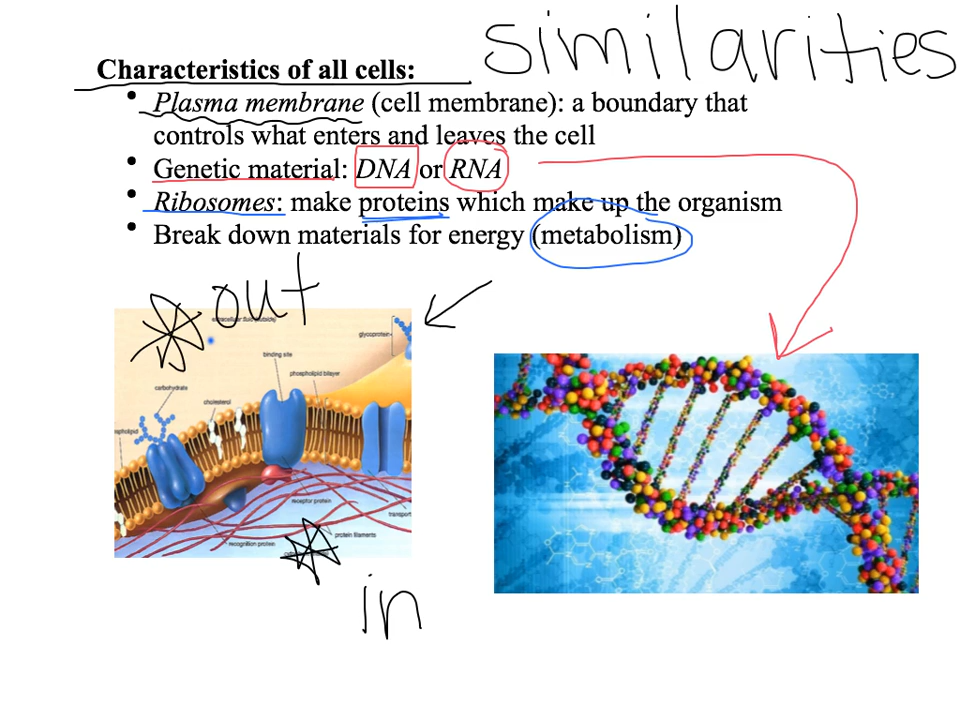 similarities
Characteristics of all cells:
• Plasma membrane (cell membrane): a boundary that
controls what enters and leaves the cell
• Genetic material: DNA or RNA
• Ribosomes: make proteins which make up the organism
• Break down materials for energy (metabolism)
out
glycoprotein
binding site
phospholipid bilayer
carbohydrate
cholesterol
receptor protein
transport
protein filaments
recognition protein
in